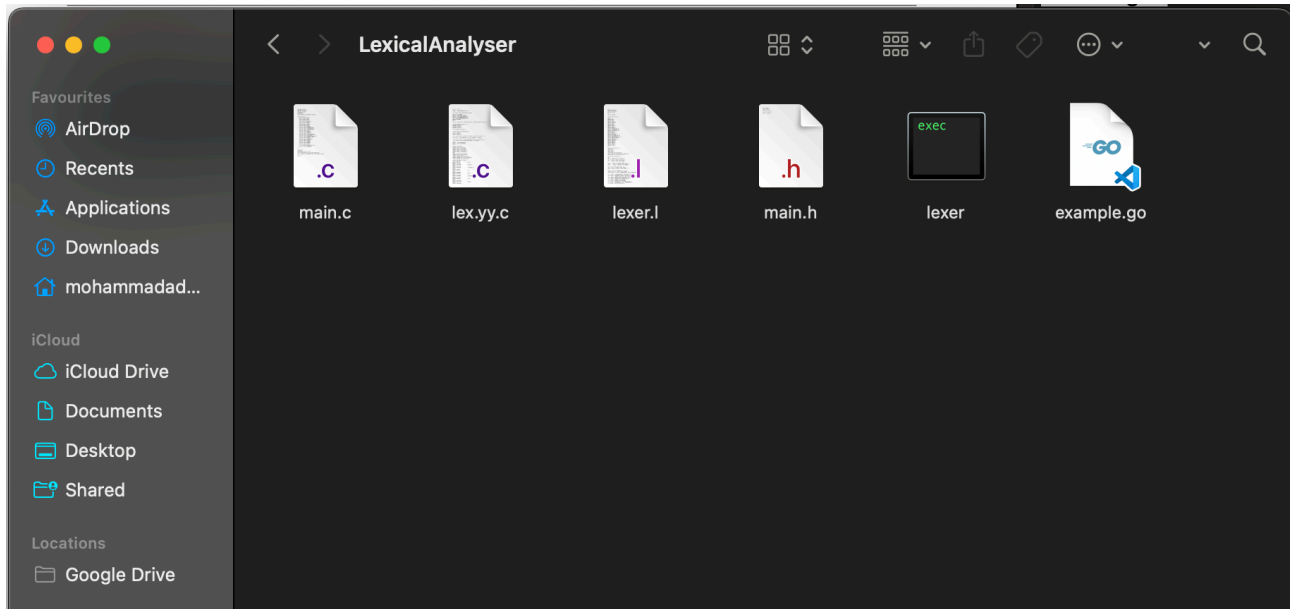 LexicalAnalyser
Favourites
AirDrop
Recents
Applications
Downloads
mohammadad...
iCloud
iCloud Drive
Documents
Desktop
Shared
Locations
Google Drive
.c
.c
.l
.h
exec
GO
main.c
lex.yy.c
lexer.l
main.h
lexer
example.go